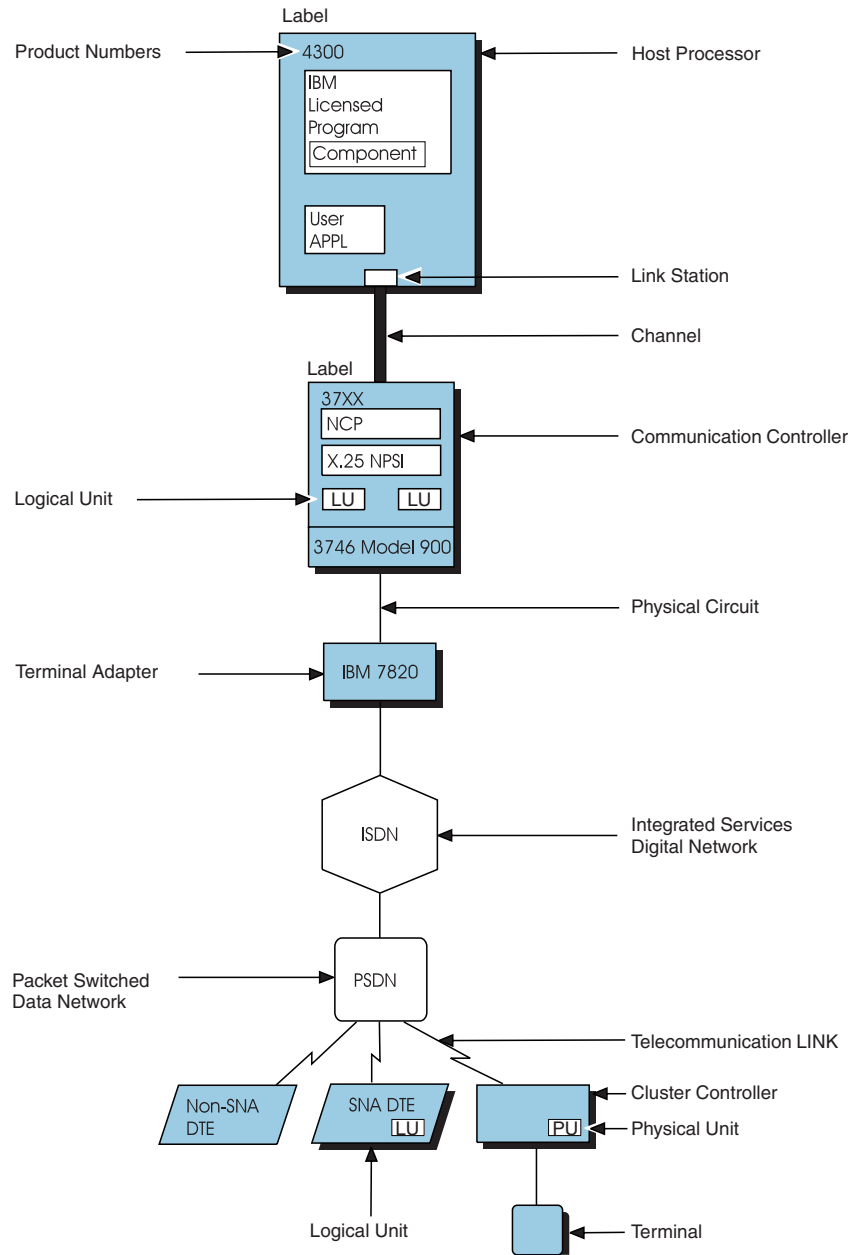 Label
Product Numbers
4300
Host Processor
IBM
Licensed
Program
Component
User
APPL
Link Station
Channel
Label
37XX
NCP
Communication Controller
X.25 NPSI
Logical Unit
LU
LU
3746 Model 900
Physical Circuit
Terminal Adapter
IBM 7820
ISDN
Integrated Services
Digital Network
Packet Switched
Data Network
PSDN
Telecommunication LINK
Non-SNA
DTE
SNA DTE
LU
Cluster Controller
PU
Physical Unit
Logical Unit
Terminal